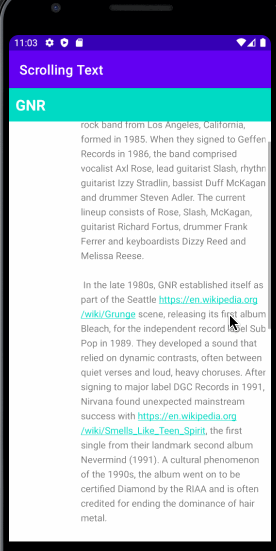 11:03
Scrolling Text
GNR
rock band from Los Angeles, California,
formed in 1985. When they signed to Geffen
Records in 1986, the band comprised
vocalist Axl Rose, lead guitarist Slash, rhythm
guitarist Izzy Stradlin, bassist Duff McKagan
and drummer Steven Adler. The current
lineup consists of Rose, Slash, McKagan,
guitarist Richard Fortus, drummer Frank
Ferrer and keyboardists Dizzy Reed and
Melissa Reese.
In the late 1980s, GNR established itself as
part of the Seattle https://en.wikipedia.org
/wiki/Grunge scene, releasing its first album
Bleach, for the independent record label Sub
Pop in 1989. They developed a sound that
relied on dynamic contrasts, often between
quiet verses and loud, heavy choruses. After
signing to major label DGC Records in 1991,
Nirvana found unexpected mainstream
success with https://en.wikipedia.org
/wiki/Smells_Like_Teen_Spirit, the first
single from their landmark second album
Nevermind (1991). A cultural phenomenon
of the 1990s, the album went on to be
certified Diamond by the RIAA and is often
credited for ending the dominance of hair
metal.